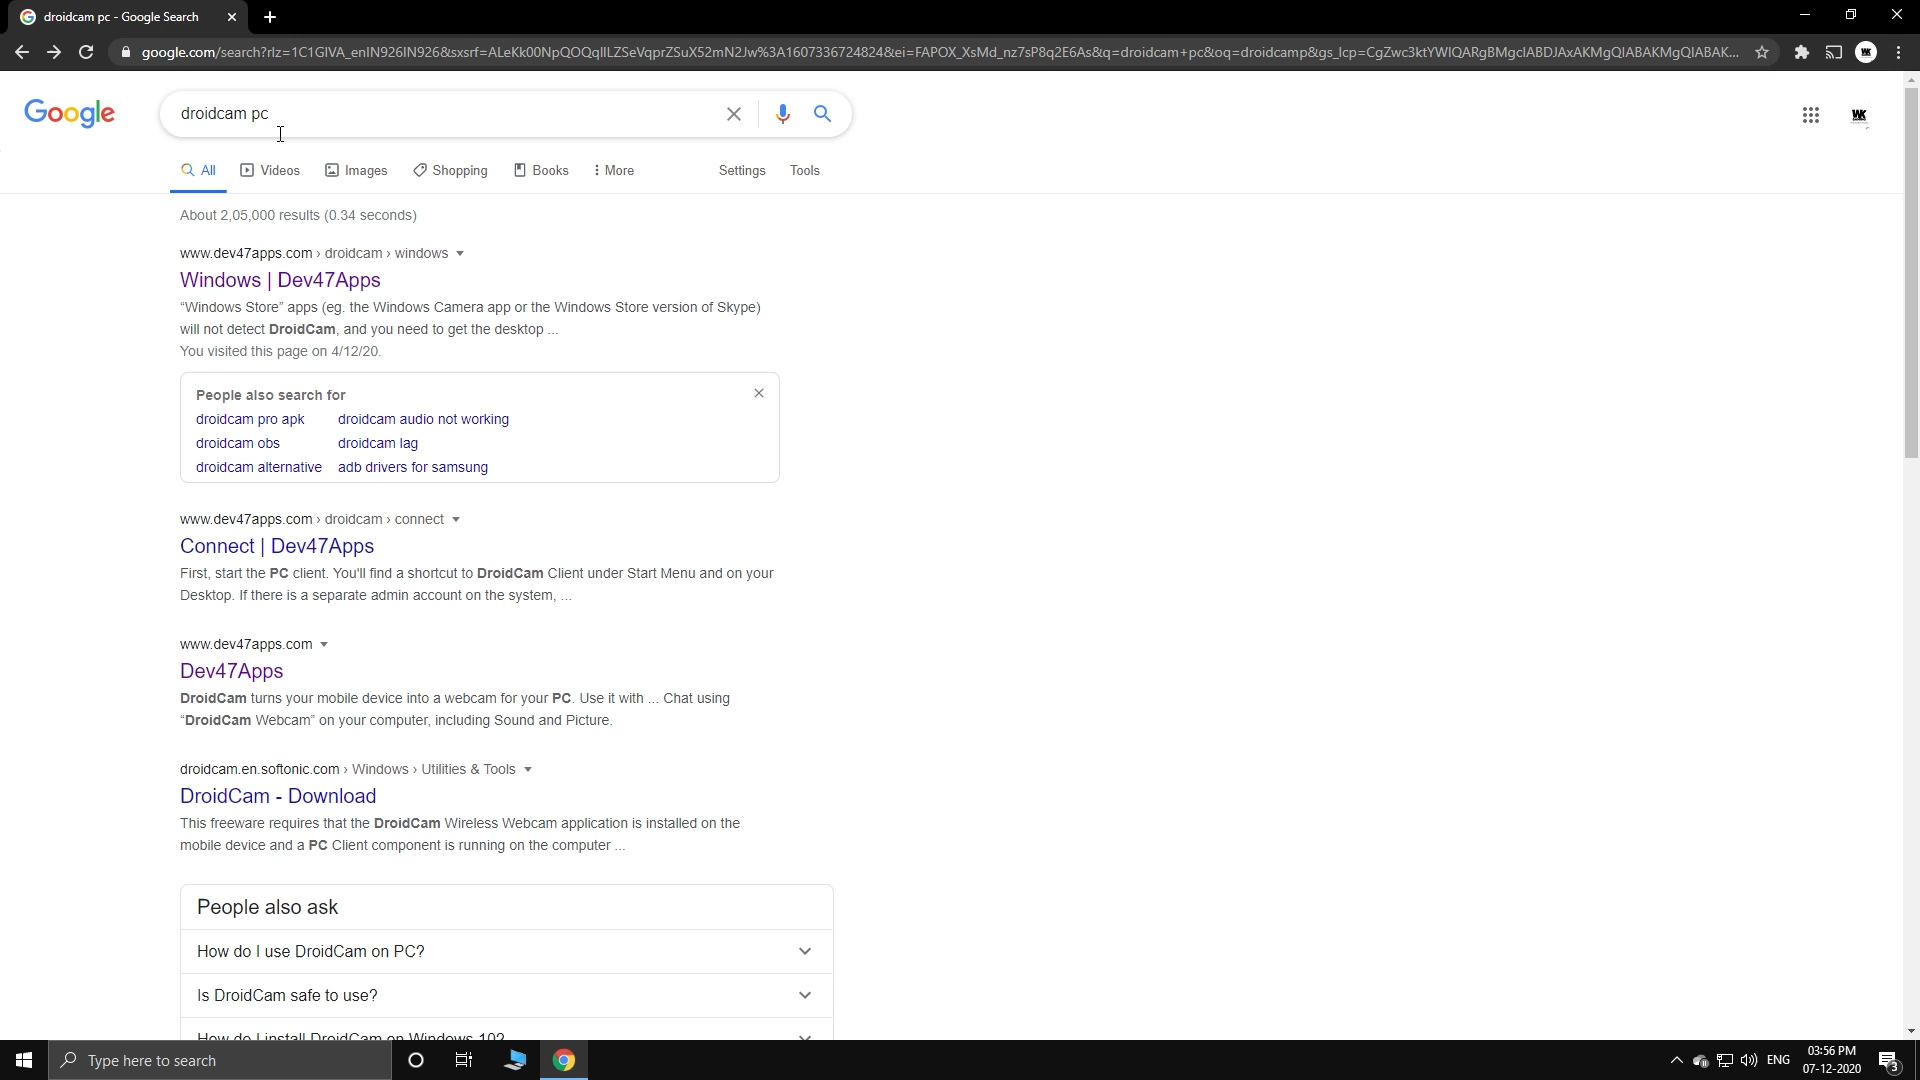 droidcam pc - Google Search
google.com/search?rlz=1C1GIVA_enIN926IN926&sxsrf=ALeKk00NpQOQqIlLZSeVqprZSuX52mN2Jw%3A1607336724824&ei=FAPOX_XsMd_nz7sP8q2E6As&q=droidcam+pc&oq=droidcamp&gs_lcp=CgZwc3ktYWIQARgBMgcIABDJAxAKMgQIABAKMgQIABAK...
Google
droidcam pc
WK
All Videos Images Shopping Books More Settings Tools
About 2,05,000 results (0.34 seconds)
www.dev47apps.com › droidcam › windows
Windows | Dev47Apps
“Windows Store” apps (eg. the Windows Camera app or the Windows Store version of Skype)
will not detect DroidCam, and you need to get the desktop ...
You visited this page on 4/12/20.
People also search for
droidcam pro apk droidcam audio not working
droidcam obs droidcam lag
droidcam alternative adb drivers for samsung
www.dev47apps.com › droidcam › connect
Connect | Dev47Apps
First, start the PC client. You'll find a shortcut to DroidCam Client under Start Menu and on your
Desktop. If there is a separate admin account on the system, ...
www.dev47apps.com
Dev47Apps
DroidCam turns your mobile device into a webcam for your PC. Use it with ... Chat using
“DroidCam Webcam” on your computer, including Sound and Picture.
droidcam.en.softonic.com › Windows › Utilities & Tools
DroidCam - Download
This freeware requires that the DroidCam Wireless Webcam application is installed on the
mobile device and a PC Client component is running on the computer ...
People also ask
How do I use DroidCam on PC?
Is DroidCam safe to use?
How do I install DroidCam on Windows 10?
Type here to search
ENG
03:56 PM
07-12-2020
3